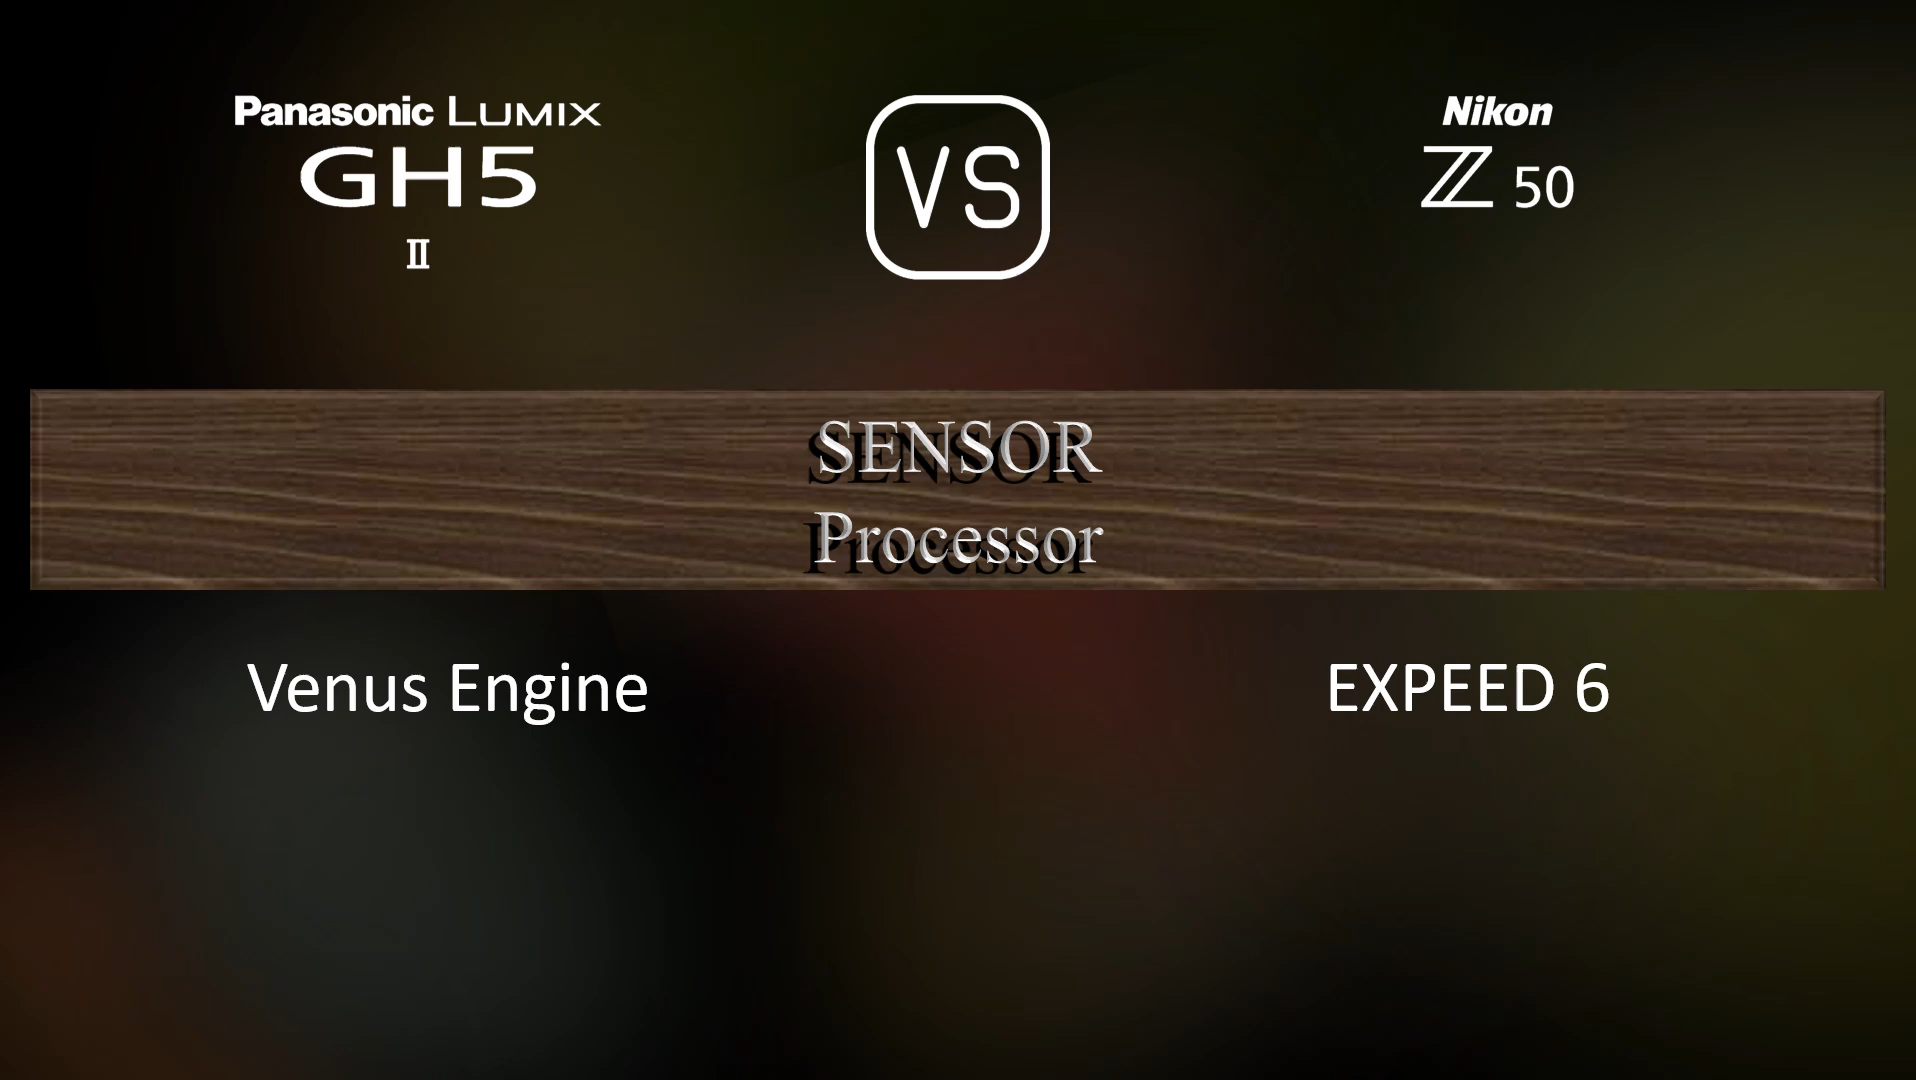 Panasonic LUMIX
GH5
II
VS
Nikon
Z 50
SENSOR
Processor
Venus Engine
EXPEED 6